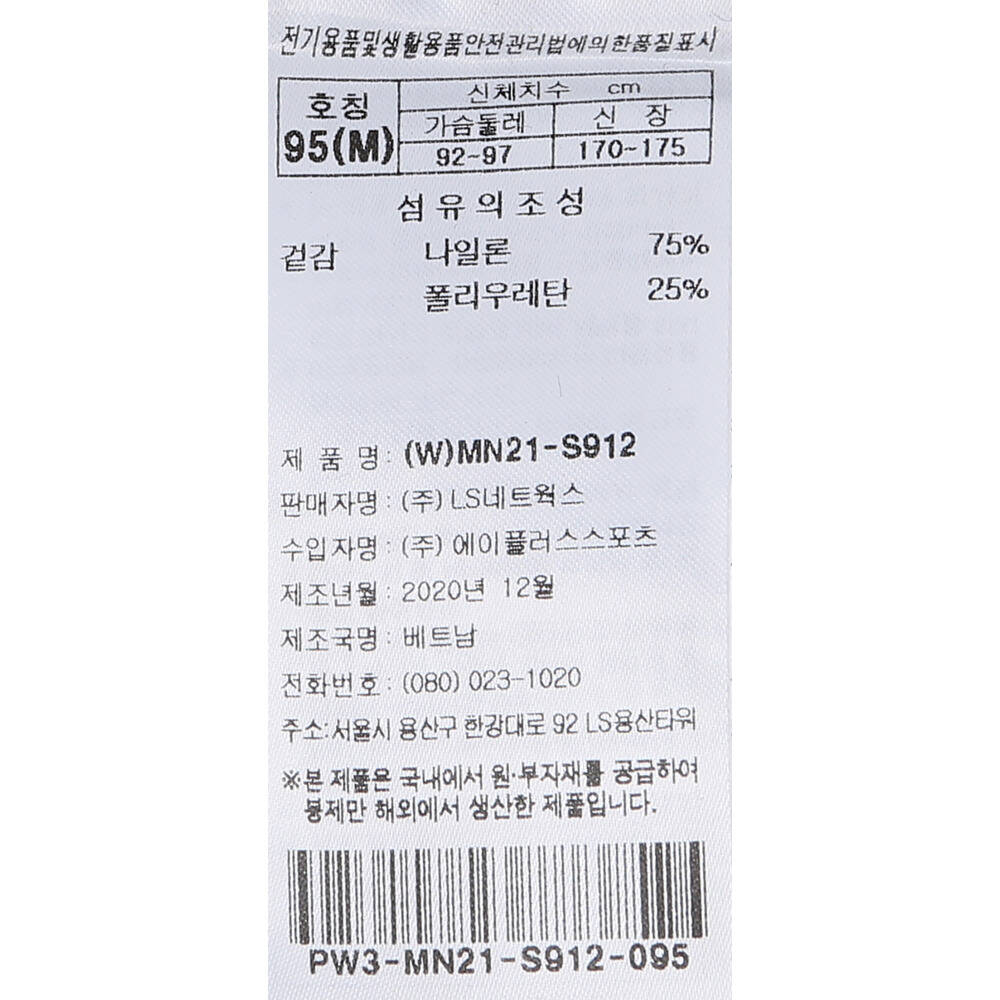 전기용품및생활용품안전관리법에의한품질표시
호칭 신체치수 cm
가슴둘레 신 장
95(M) 92~97 170~175
섬유의조성
겉감 나일론 75%
폴리우레탄 25%
제 품 명: (W)MN21-S912
판매자명: (주) LS네트웍스
수입자명: (주) 에이플러스스포츠
제조년월: 2020년 12월
제조국명: 베트남
전화번호: (080) 023-1020
주소:서울시 용산구 한강대로 92 LS용산타워
※본 제품은 국내에서 원·부자재를 공급하여
봉제만 해외에서 생산한 제품입니다.
PW3-MN21-S912-095